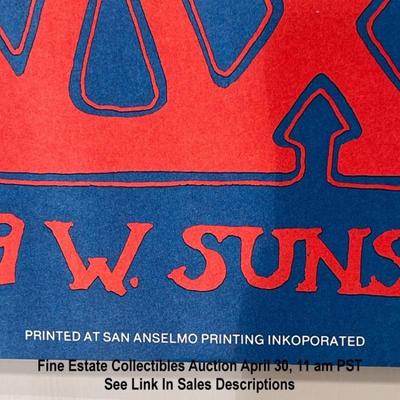 9 W. SUNS
PRINTED AT SAN ANSELMO PRINTING INKOPORATED
Fine Estate Collectibles Auction April 30, 11 am PST
See Link In Sales Descriptions